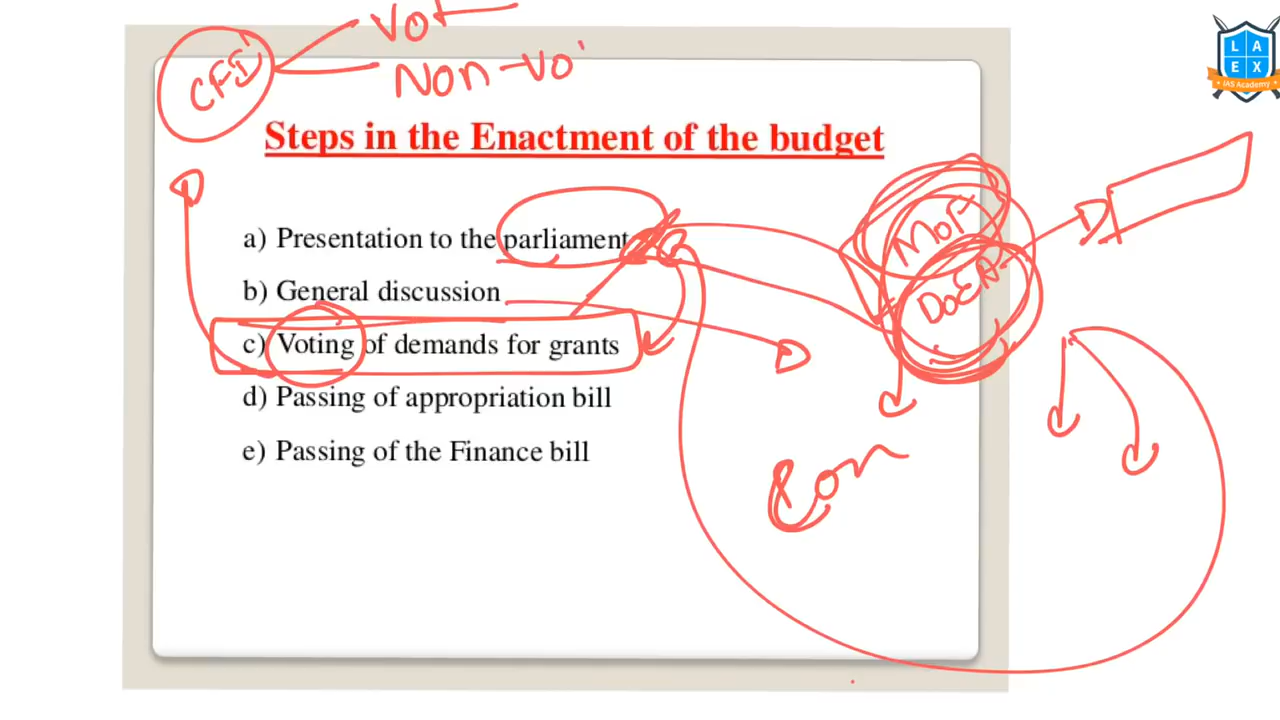 VOT
CFI
Non-Vo
L A
E X
IAS Academy
Steps in the Enactment of the budget
a) Presentation to the parliament
MOF
b) General discussion
DOEA
c) Voting of demands for grants
d) Passing of appropriation bill
e) Passing of the Finance bill